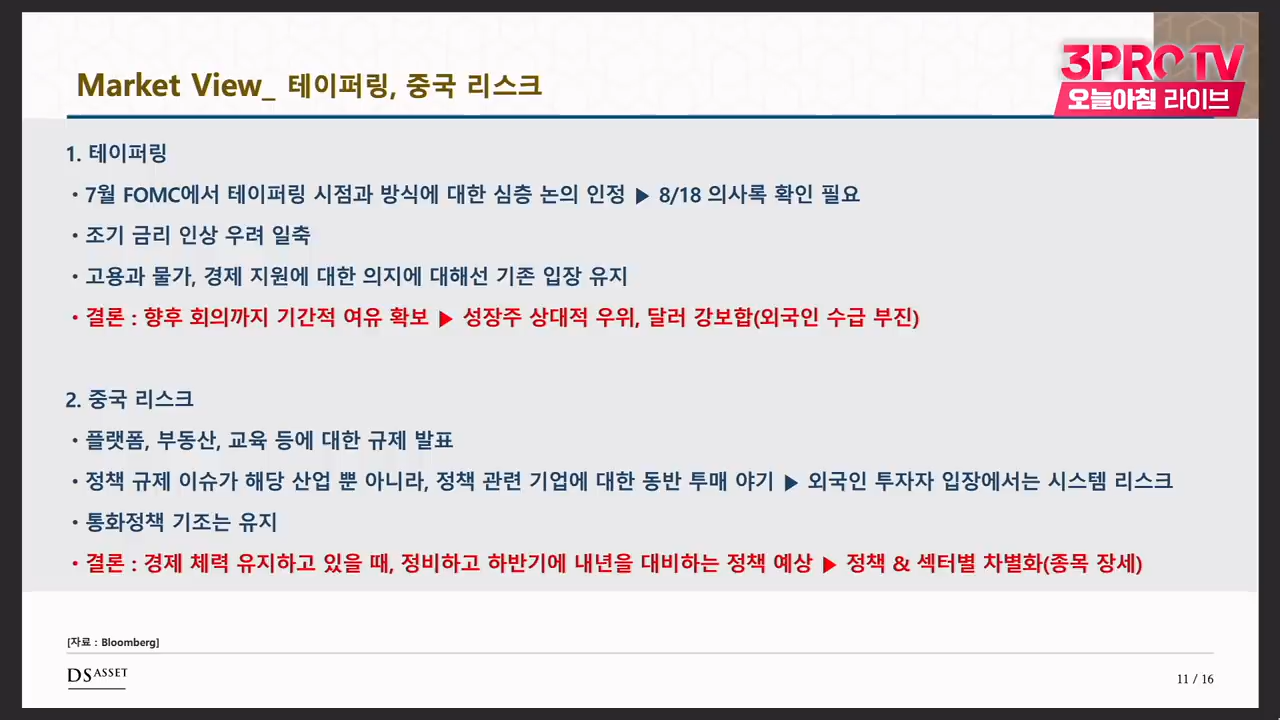 Market View_ 테이퍼링, 중국 리스크
3PRO TV
오늘아침 라이브
1. 테이퍼링
• 7월 FOMC에서 테이퍼링 시점과 방식에 대한 심층 논의 인정 ▶ 8/18 의사록 확인 필요
• 조기 금리 인상 우려 일축
• 고용과 물가, 경제 지원에 대한 의지에 대해선 기존 입장 유지
• 결론 : 향후 회의까지 기간적 여유 확보 ▶ 성장주 상대적 우위, 달러 강보합(외국인 수급 부진)
2. 중국 리스크
• 플랫폼, 부동산, 교육 등에 대한 규제 발표
• 정책 규제 이슈가 해당 산업 뿐 아니라, 정책 관련 기업에 대한 동반 투매 야기 ▶ 외국인 투자자 입장에서는 시스템 리스크
• 통화정책 기조는 유지
• 결론 : 경제 체력 유지하고 있을 때, 정비하고 하반기에 내년을 대비하는 정책 예상 ▶ 정책 & 섹터별 차별화(종목 장세)
[자료 : Bloomberg]
DS ASSET
11 / 16